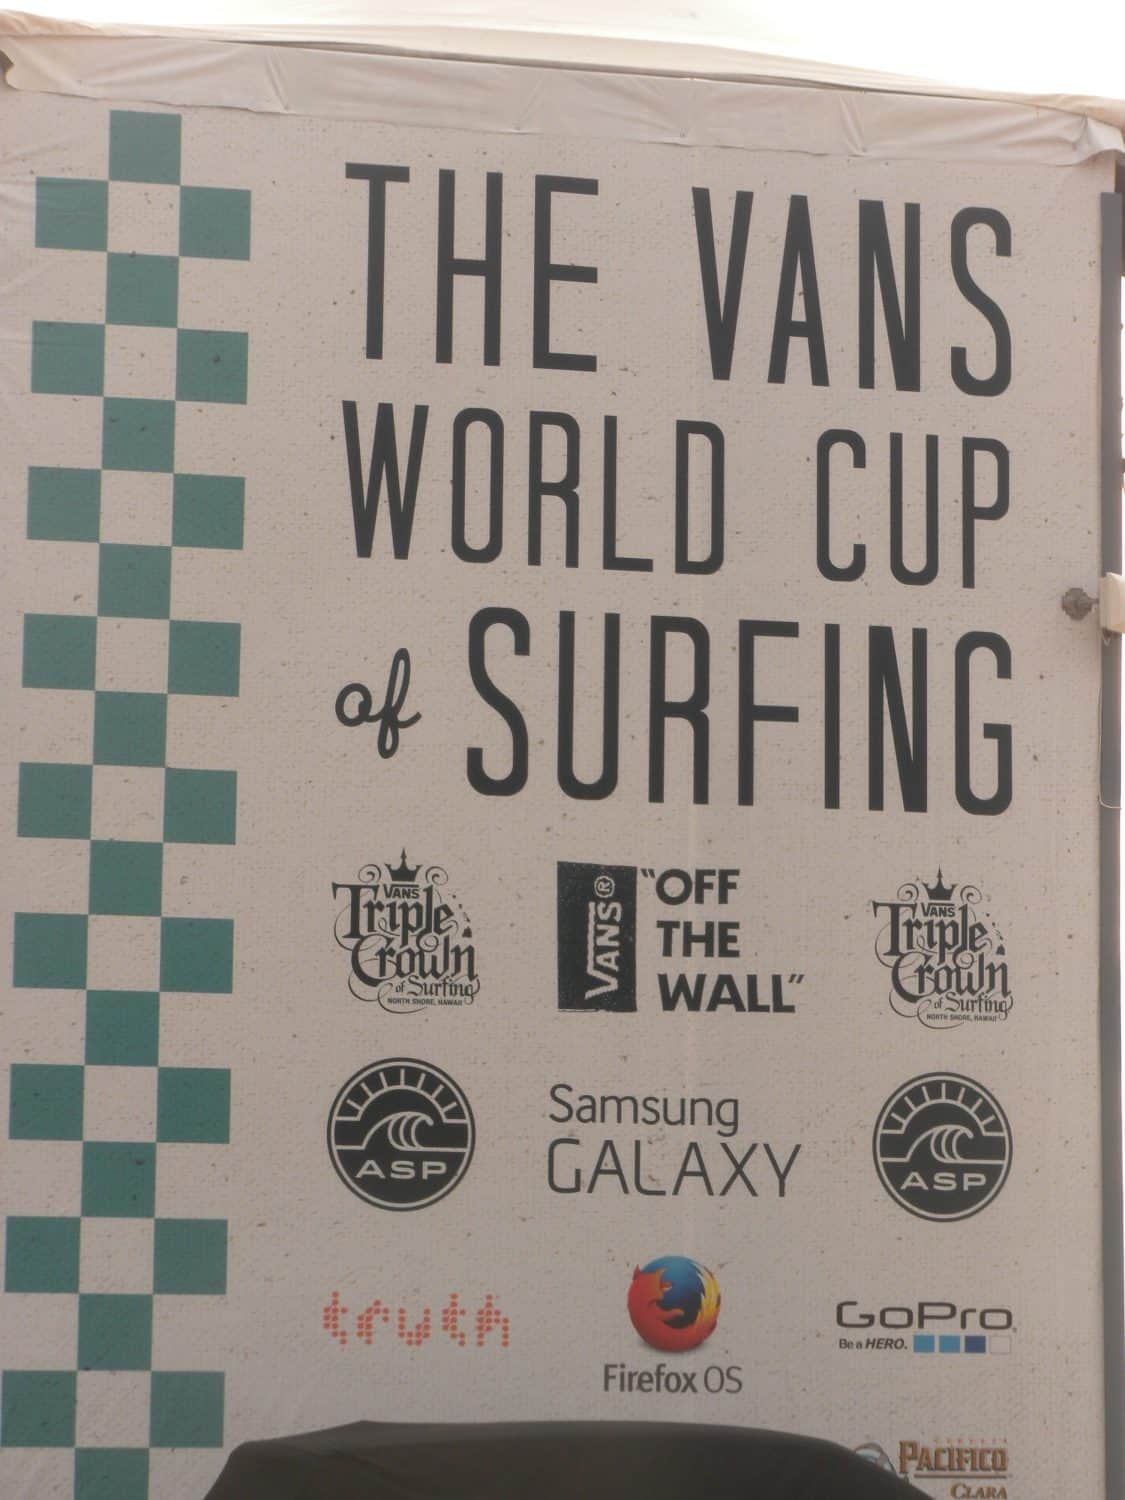 THE VANS
WORLD CUP
of SURFING
VANS
Triple
Crown
of Surfing
NORTH SHORE, HAWAII
VANS®
"OFF
THE
WALL"
VANS
Triple
Crown
of Surfing
NORTH SHORE, HAWAII
ASP
Samsung
GALAXY
ASP
truth
Firefox OS
GoPro
Be a HERO.
CERVEZA
PACIFICO
CLARA